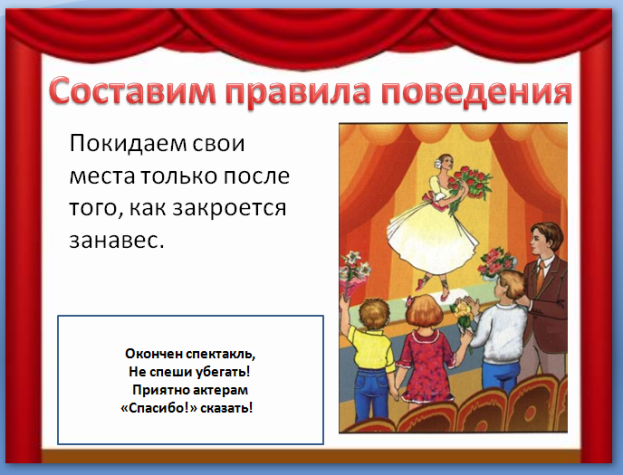 Составим правила поведения
Покидаем свои
места только после
того, как закроется
занавес.
Окончен спектакль,
Не спеши убегать!
Приятно актерам
«Спасибо!» сказать!